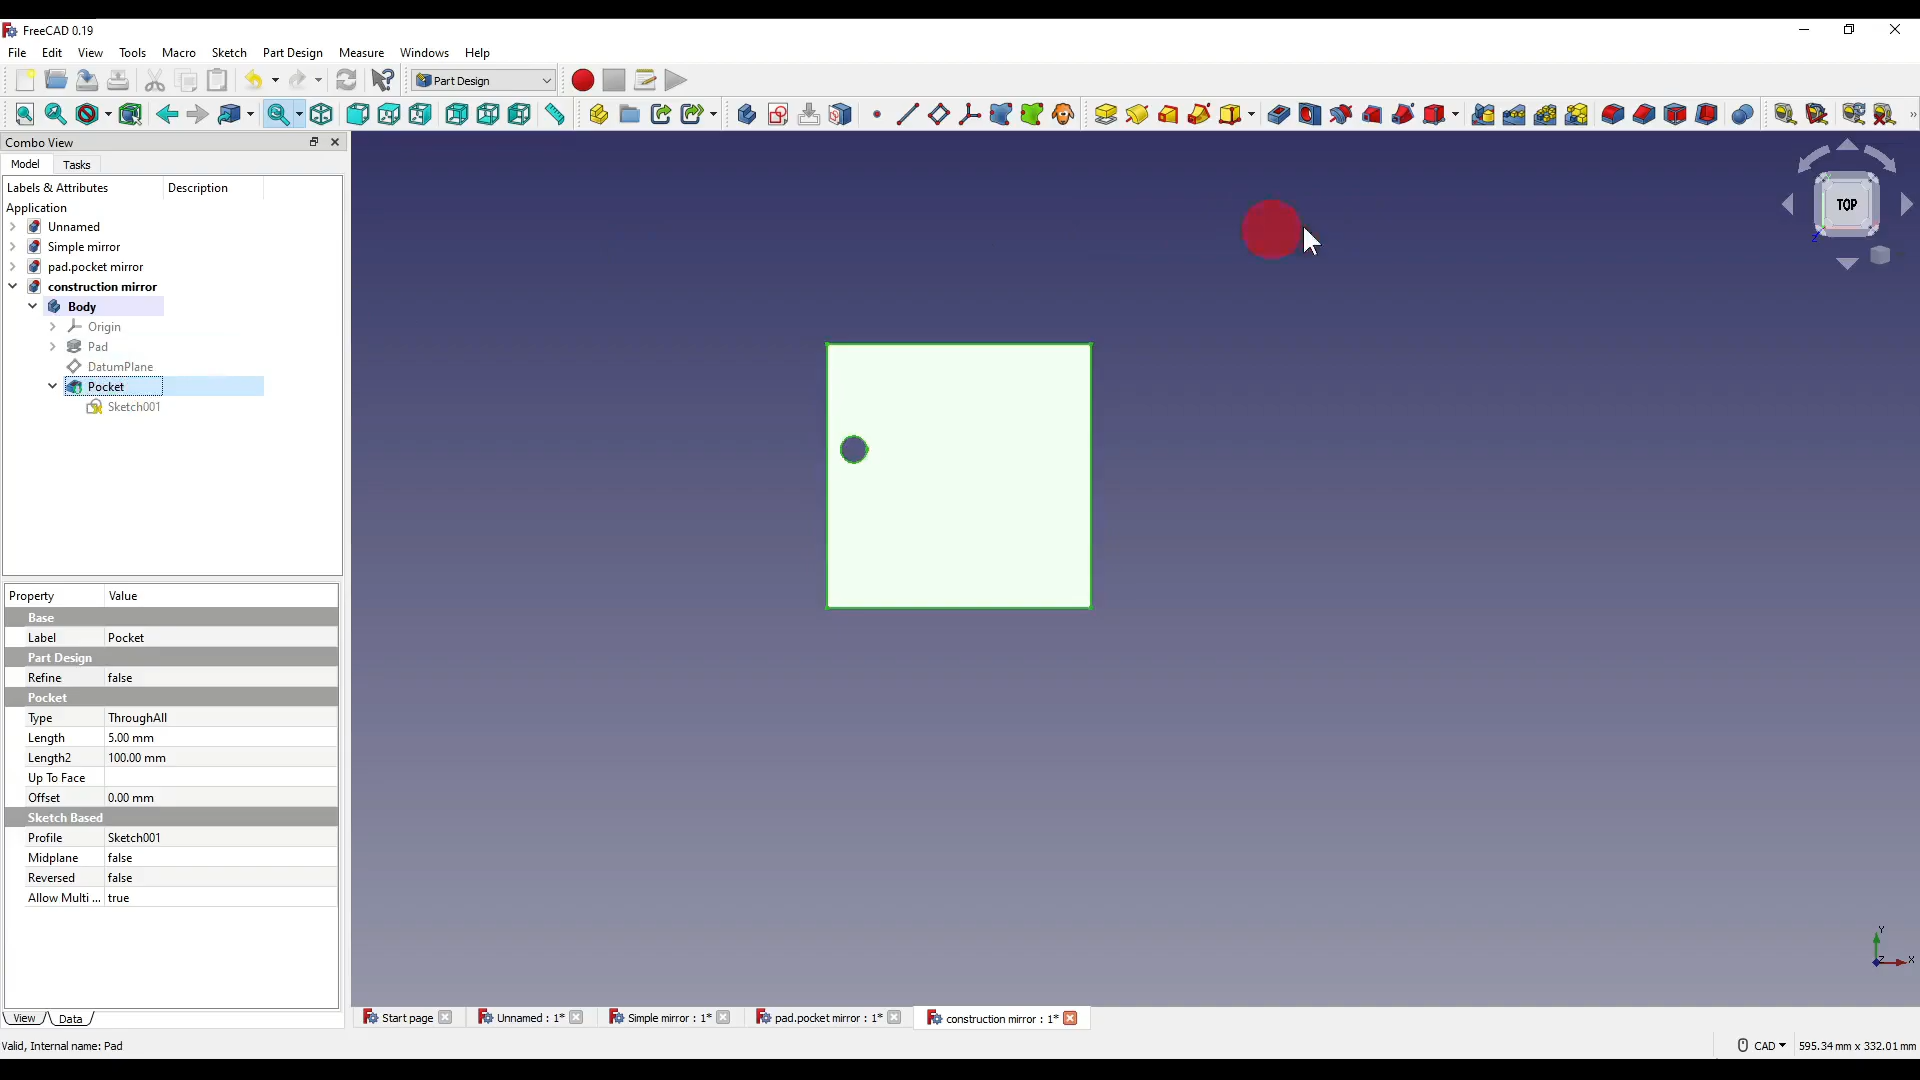 FreeCAD 0.19
File Edit View Tools Macro Sketch Part Design Measure Windows Help
Part Design
Combo View
Model Tasks
Labels & Attributes Description
Application
Unnamed
Simple mirror
pad.pocket mirror
construction mirror
Body
Origin
Pad
DatumPlane
Pocket
Sketch001
TOP
Z
Property Value
Base
Label Pocket
Part Design
Refine false
Pocket
Type ThroughAll
Length 5.00 mm
Length2 100.00 mm
Up To Face
Offset 0.00 mm
Sketch Based
Profile Sketch001
Midplane false
Reversed false
Allow Multi ... true
Y
Z X
View Data
Start page Unnamed : 1* Simple mirror : 1* pad.pocket mirror : 1* construction mirror : 1*
Valid, Internal name: Pad
CAD 595.34 mm x 332.01 mm